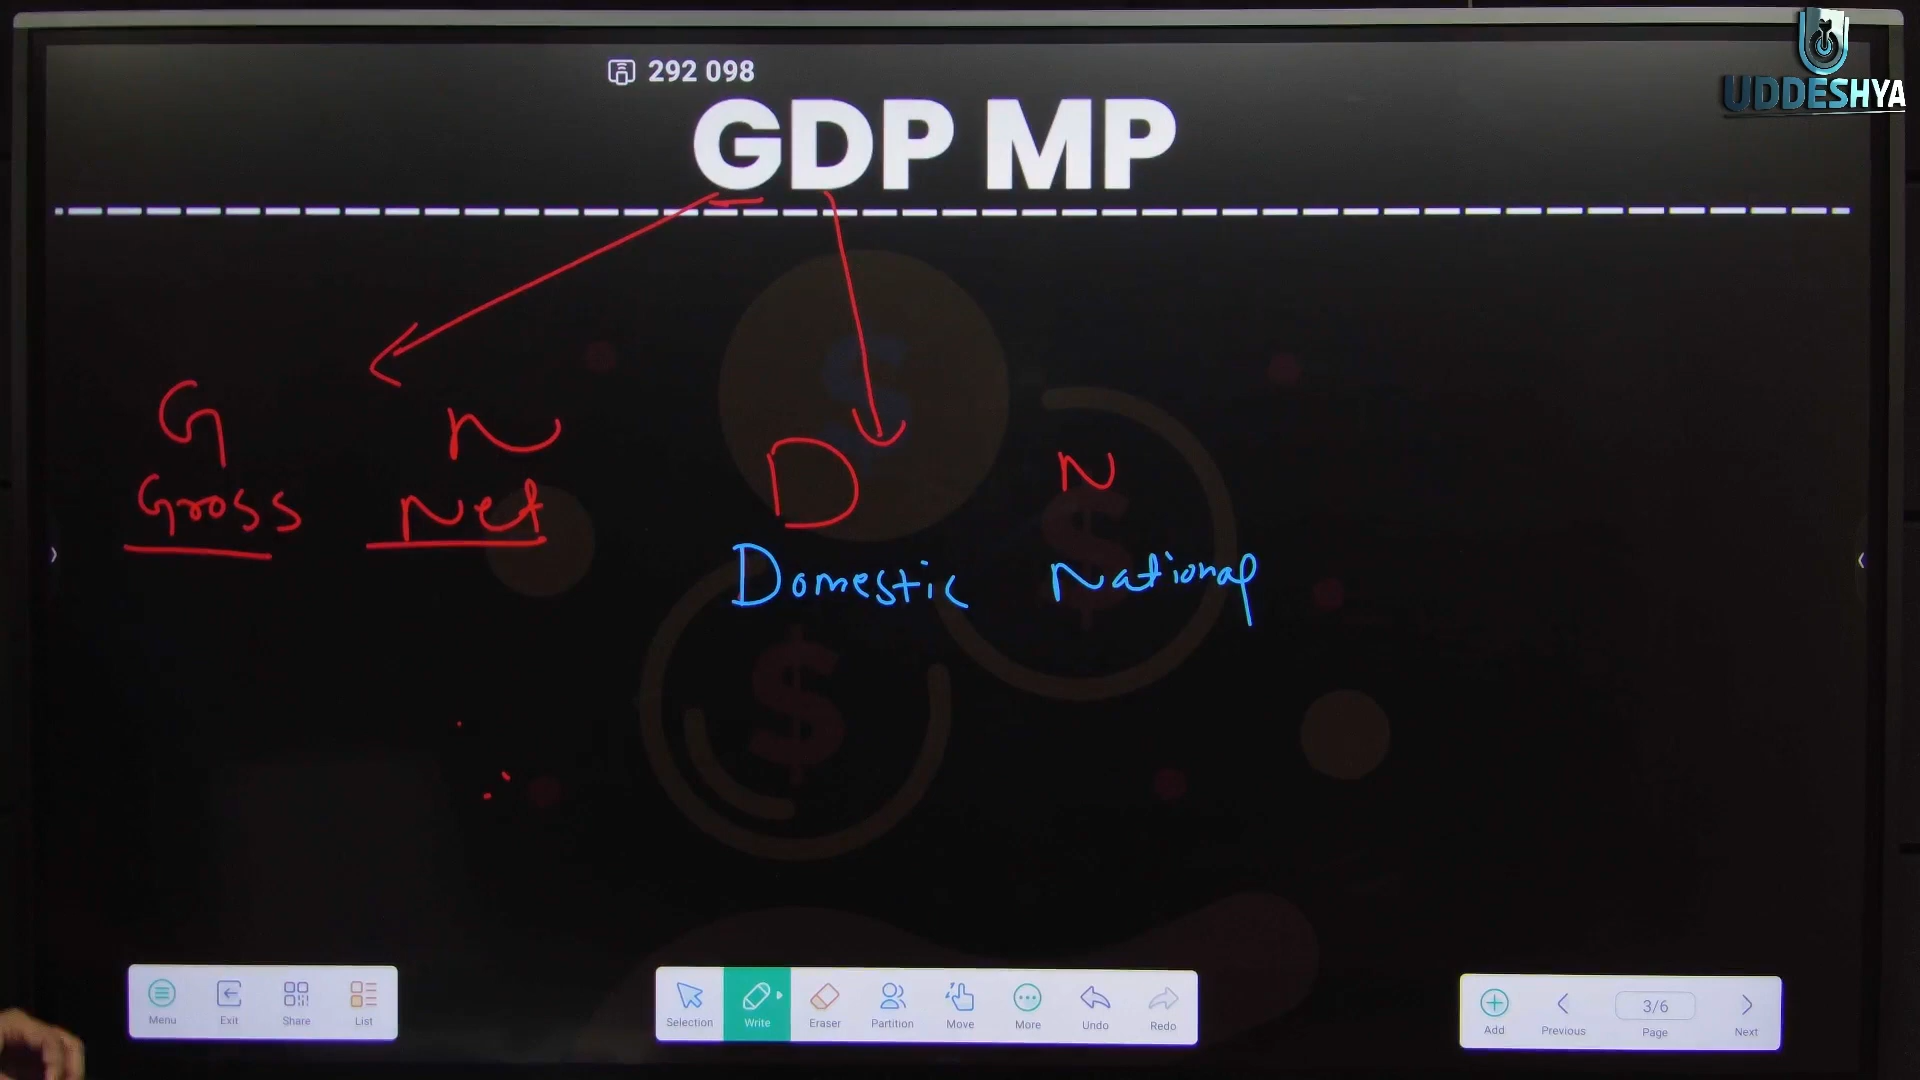 292 098
UDDESHYA
GDP MP
G N
D N
Gross Net
Domestic National
Menu Exit Share List
Selection Write Eraser Partition Move More Undo Redo
Add Previous 3/6 Page Next